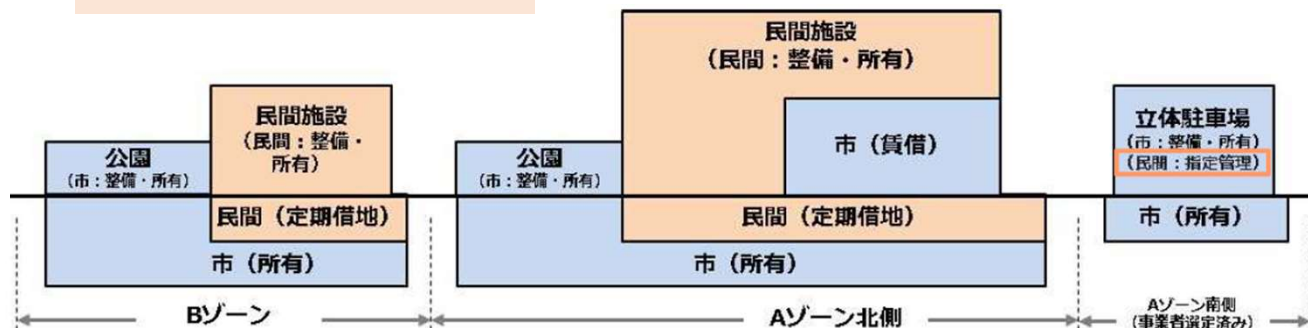 公園
（市：整備・所有）
民間施設
（民間：整備・
所有）
民間（定期借地）
市（所有）
Bゾーン
公園
（市：整備・所有）
民間施設
（民間：整備・所有）
市（賃借）
民間（定期借地）
市（所有）
Aゾーン北側
立体駐車場
（市：整備・所有）
（民間：指定管理）
市（所有）
Aゾーン南側
（事業者選定済み）